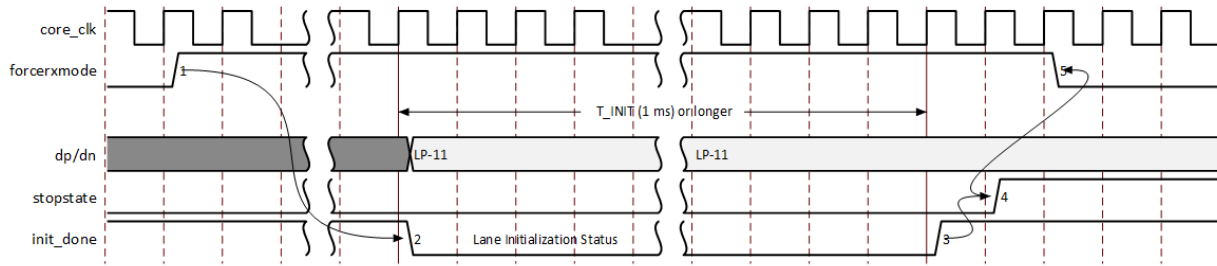 core_clk
forcerxmode 1 5
T_INIT (1 ms) or longer
dp/dn LP-11 LP-11
stopstate 4
init_done 2 Lane Initialization Status 3